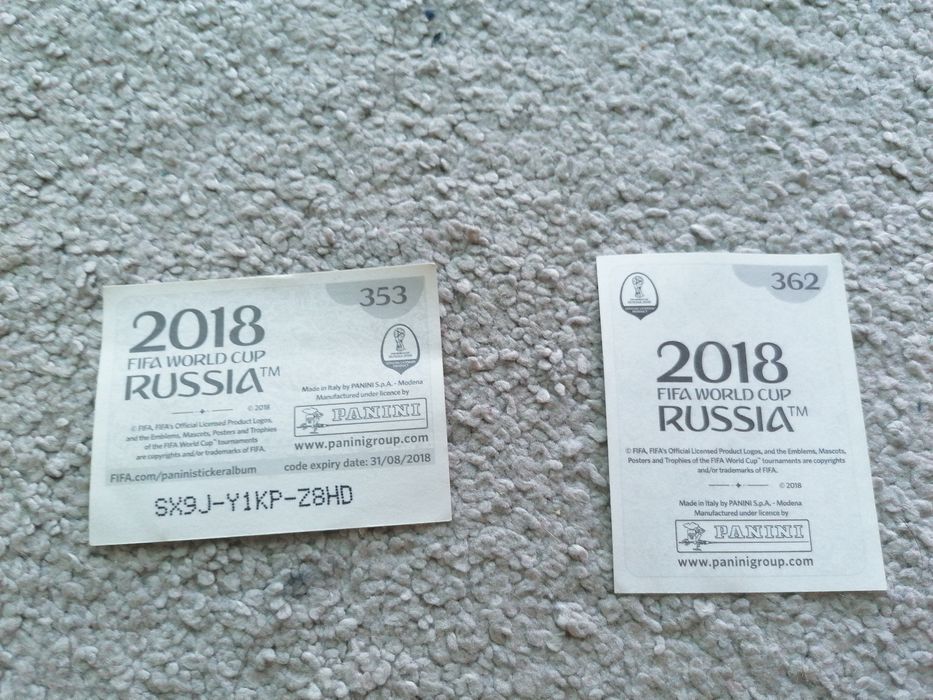 353
2018
FIFA WORLD CUP
RUSSIA™
© 2018
© FIFA, FIFA's Official Licensed Product Logos,
and the Emblems, Mascots, Posters and Trophies
of the FIFA World Cup™ tournaments
are copyrights and/or trademarks of FIFA.
Made in Italy by PANINI S.p.A. - Modena
Manufactured under licence by
PANINI
www.paninigroup.com
FIFA.com/paninistickeralbum
code expiry date: 31/08/2018
SX9J-Y1KP-Z8HD
362
2018
FIFA WORLD CUP
RUSSIA™
© FIFA, FIFA's Official Licensed Product Logos, and the Emblems, Mascots,
Posters and Trophies of the FIFA World Cup™ tournaments are copyrights
and/or trademarks of FIFA.
© 2018
Made in Italy by PANINI S.p.A. - Modena
Manufactured under licence by
PANINI
www.paninigroup.com